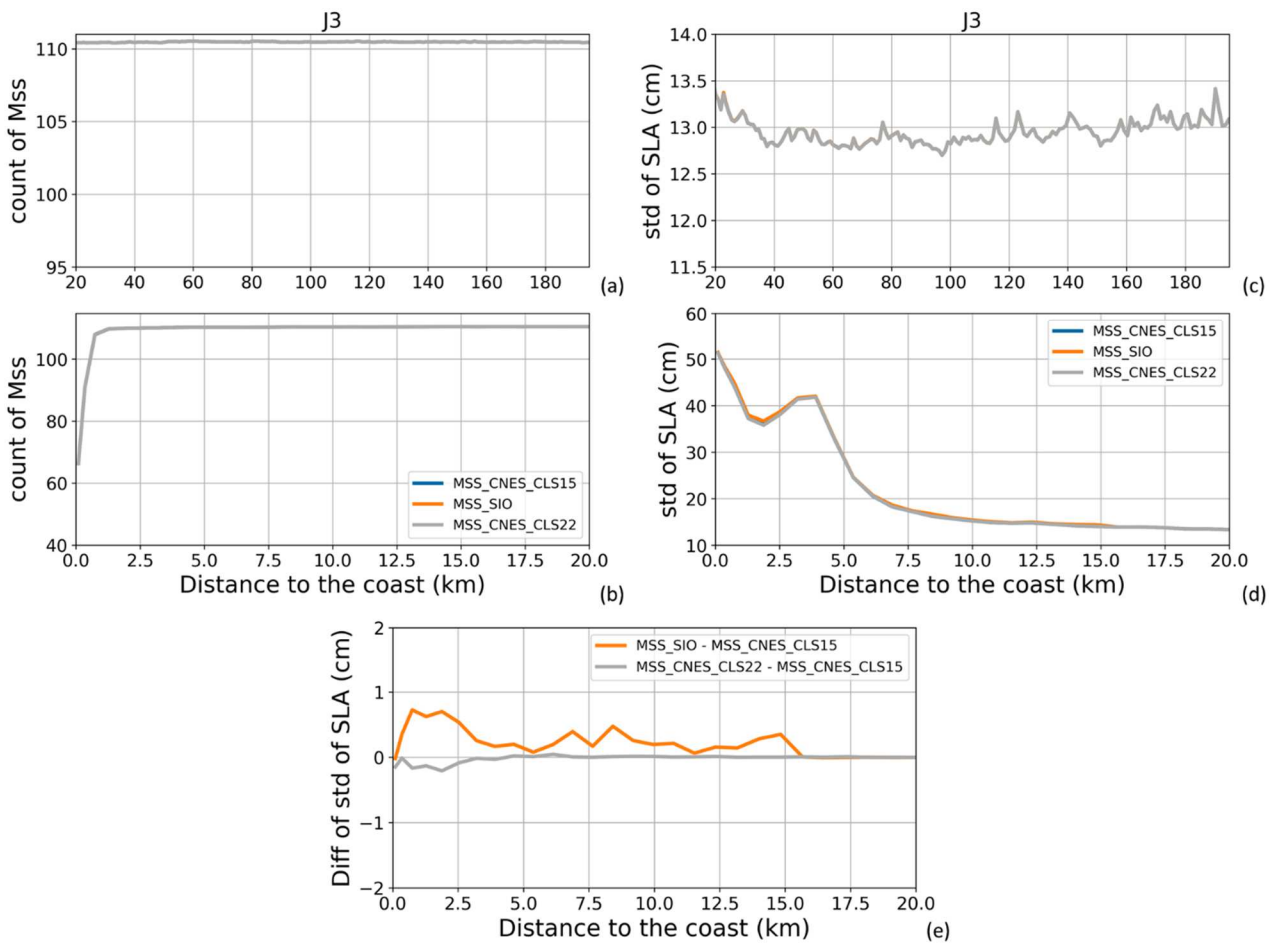 J3
count of Mss
110
105
100
95
20 40 60 80 100 120 140 160 180
(a)
J3
std of SLA (cm)
14.0
13.5
13.0
12.5
12.0
11.5
20 40 60 80 100 120 140 160 180
(c)
count of Mss
100
80
60
40
MSS_CNES_CLS15
MSS_SIO
MSS_CNES_CLS22
0.0 2.5 5.0 7.5 10.0 12.5 15.0 17.5 20.0
Distance to the coast (km)
(b)
std of SLA (cm)
60
50
40
30
20
10
MSS_CNES_CLS15
MSS_SIO
MSS_CNES_CLS22
0.0 2.5 5.0 7.5 10.0 12.5 15.0 17.5 20.0
Distance to the coast (km)
(d)
Diff of std of SLA (cm)
2
1
0
−1
−2
MSS_SIO - MSS_CNES_CLS15
MSS_CNES_CLS22 - MSS_CNES_CLS15
0.0 2.5 5.0 7.5 10.0 12.5 15.0 17.5 20.0
Distance to the coast (km)
(e)